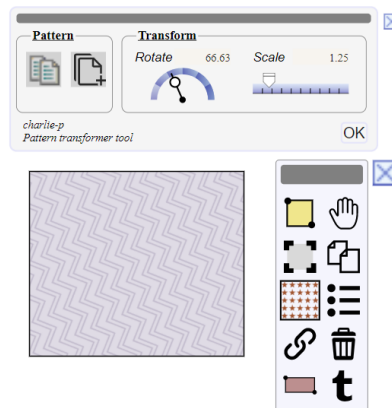 Pattern
Transform
Rotate 66.63 Scale 1.25
charlie-p
Pattern transformer tool
OK
t